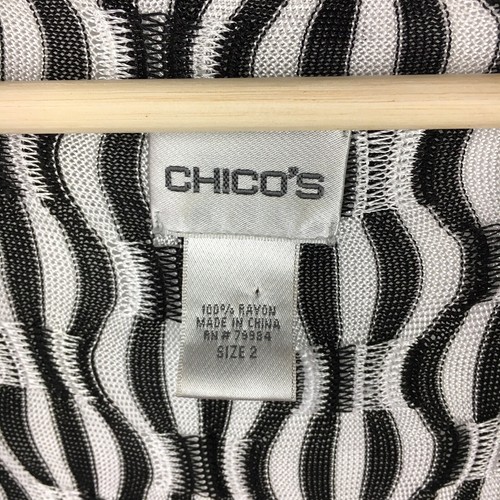 CHICO'S
100% RAYON
MADE IN CHINA
RN# 79984
SIZE 2